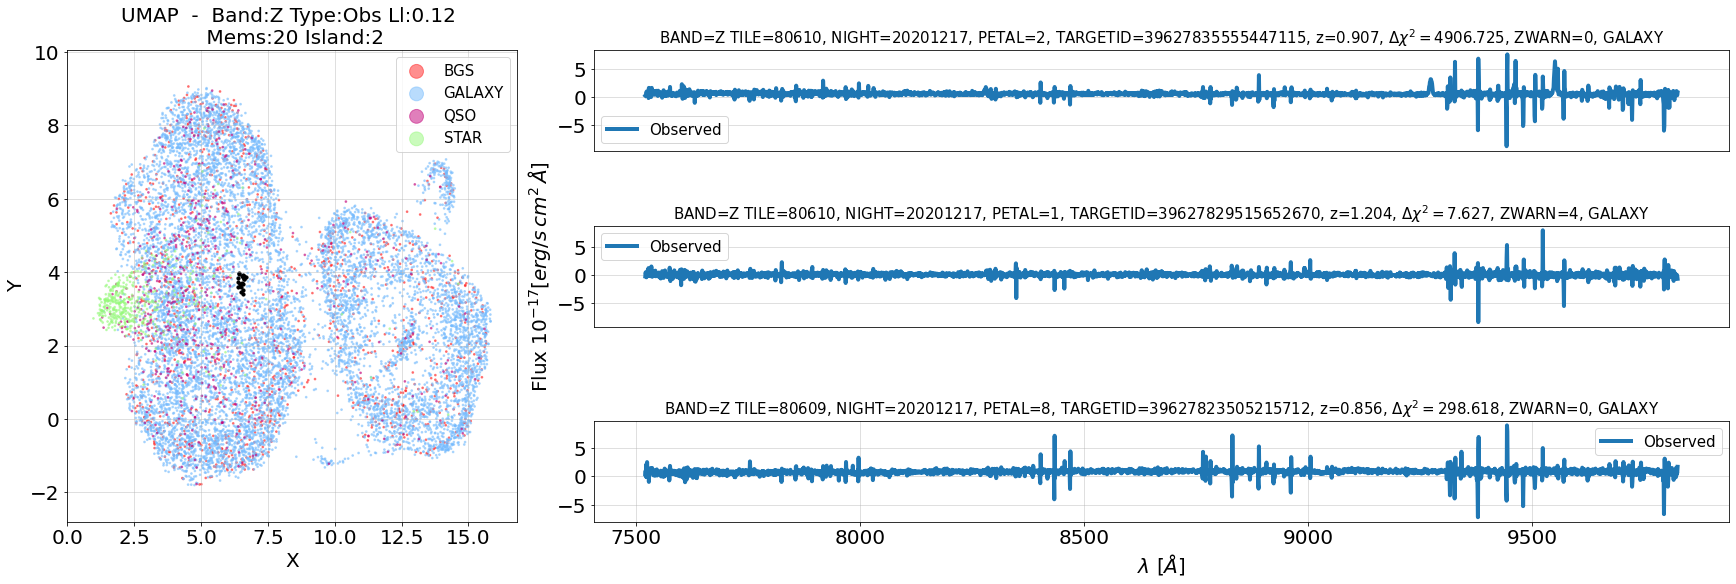 UMAP - Band:Z Type:Obs Ll:0.12
Mems:20 Island:2
10
8
6
4
2
0
−2
Y
0.0 2.5 5.0 7.5 10.0 12.5 15.0
X
BGS
GALAXY
QSO
STAR
Flux 10⁻¹⁷[erg/s cm² Å]
BAND=Z TILE=80610, NIGHT=20201217, PETAL=2, TARGETID=39627835555447115, z=0.907, Δχ² = 4906.725, ZWARN=0, GALAXY
5
0
−5
Observed
BAND=Z TILE=80610, NIGHT=20201217, PETAL=1, TARGETID=39627829515652670, z=1.204, Δχ² = 7.627, ZWARN=4, GALAXY
5
0
−5
Observed
BAND=Z TILE=80609, NIGHT=20201217, PETAL=8, TARGETID=39627823505215712, z=0.856, Δχ² = 298.618, ZWARN=0, GALAXY
5
0
−5
Observed
7500 8000 8500 9000 9500
λ [Å]